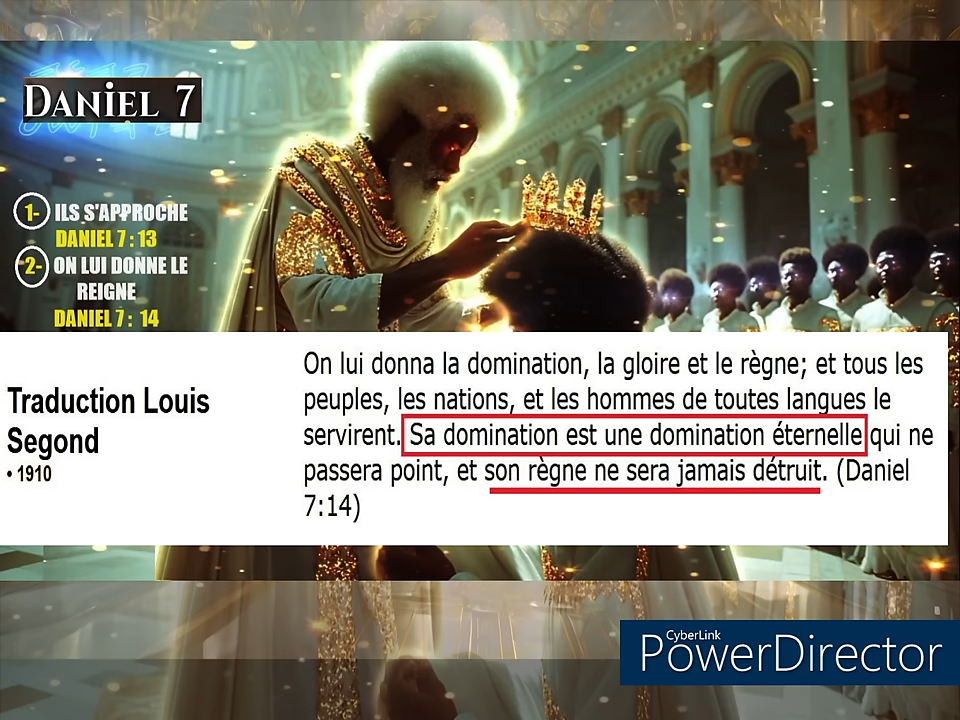 DANiEL 7
1- ILS S'APPROCHE
DANIEL 7 : 13
2- ON LUI DONNE LE
REIGNE
DANIEL 7 : 14
Traduction Louis
Segond
• 1910
On lui donna la domination, la gloire et le règne; et tous les
peuples, les nations, et les hommes de toutes langues le
servirent. Sa domination est une domination éternelle qui ne
passera point, et son règne ne sera jamais détruit. (Daniel
7:14)
CyberLink
PowerDirector